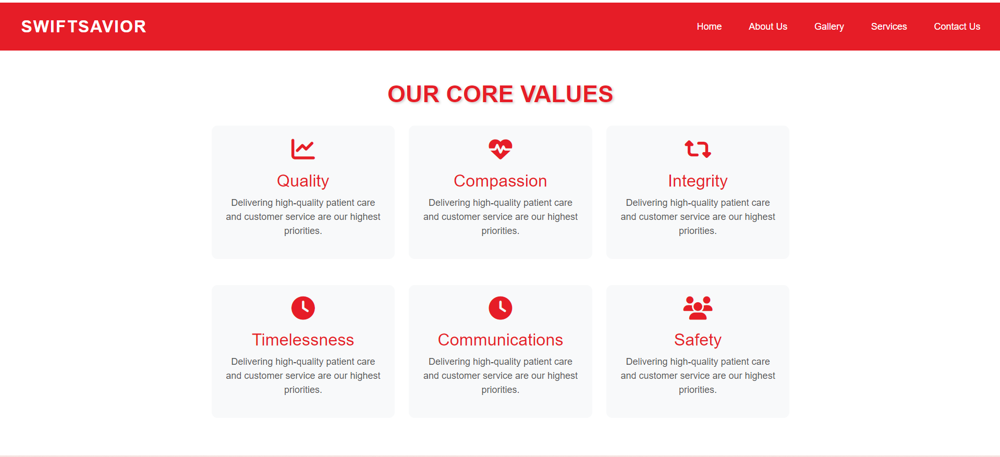 SWIFTSAVIOR
Home About Us Gallery Services Contact Us
OUR CORE VALUES
Quality
Delivering high-quality patient care
and customer service are our highest
priorities.
Compassion
Delivering high-quality patient care
and customer service are our highest
priorities.
Integrity
Delivering high-quality patient care
and customer service are our highest
priorities.
Timelessness
Delivering high-quality patient care
and customer service are our highest
priorities.
Communications
Delivering high-quality patient care
and customer service are our highest
priorities.
Safety
Delivering high-quality patient care
and customer service are our highest
priorities.